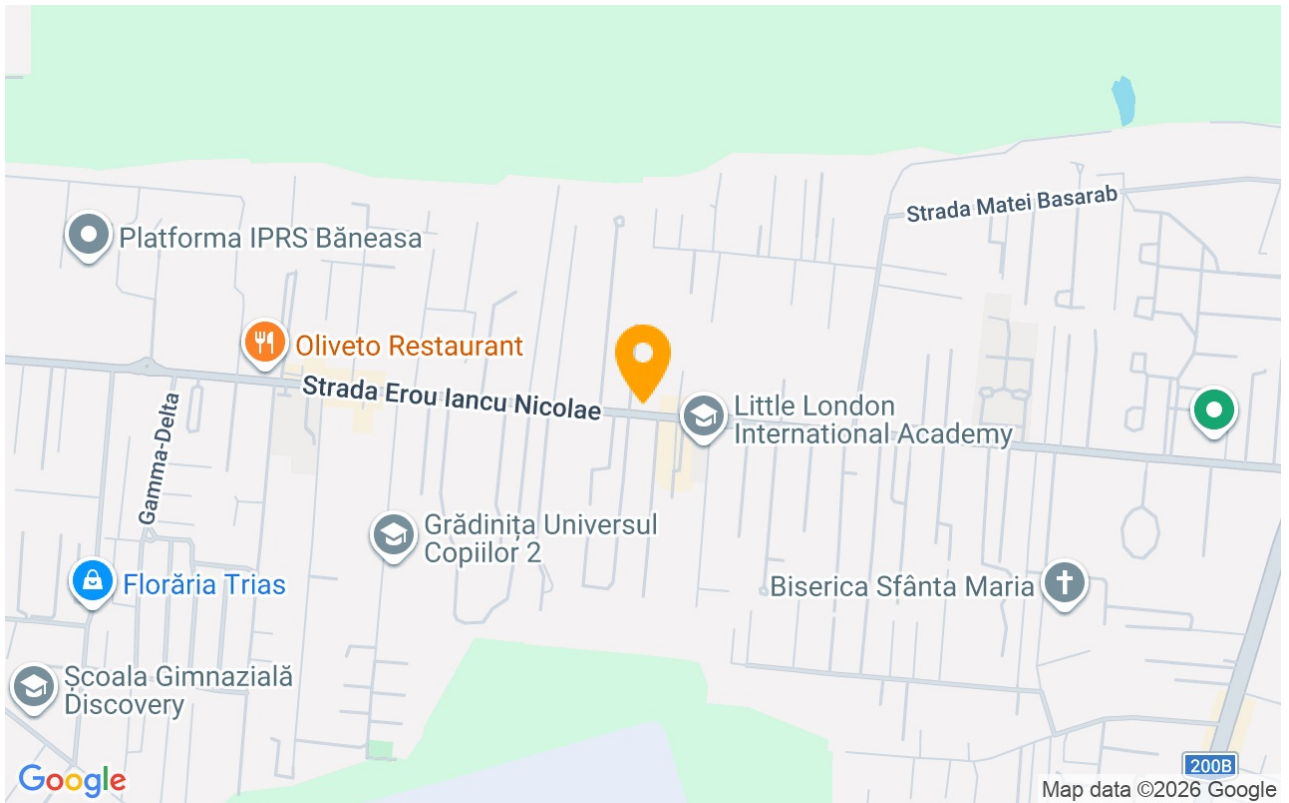 Strada Matei Basarab
Platforma IPRS Băneasa
Oliveto Restaurant
Strada Erou Iancu Nicolae
Little London
International Academy
Gamma-Delta
Grădinița Universul
Copiilor 2
Florăria Trias
Biserica Sfânta Maria
Școala Gimnazială
Discovery
200B
Google
Map data ©2026 Google